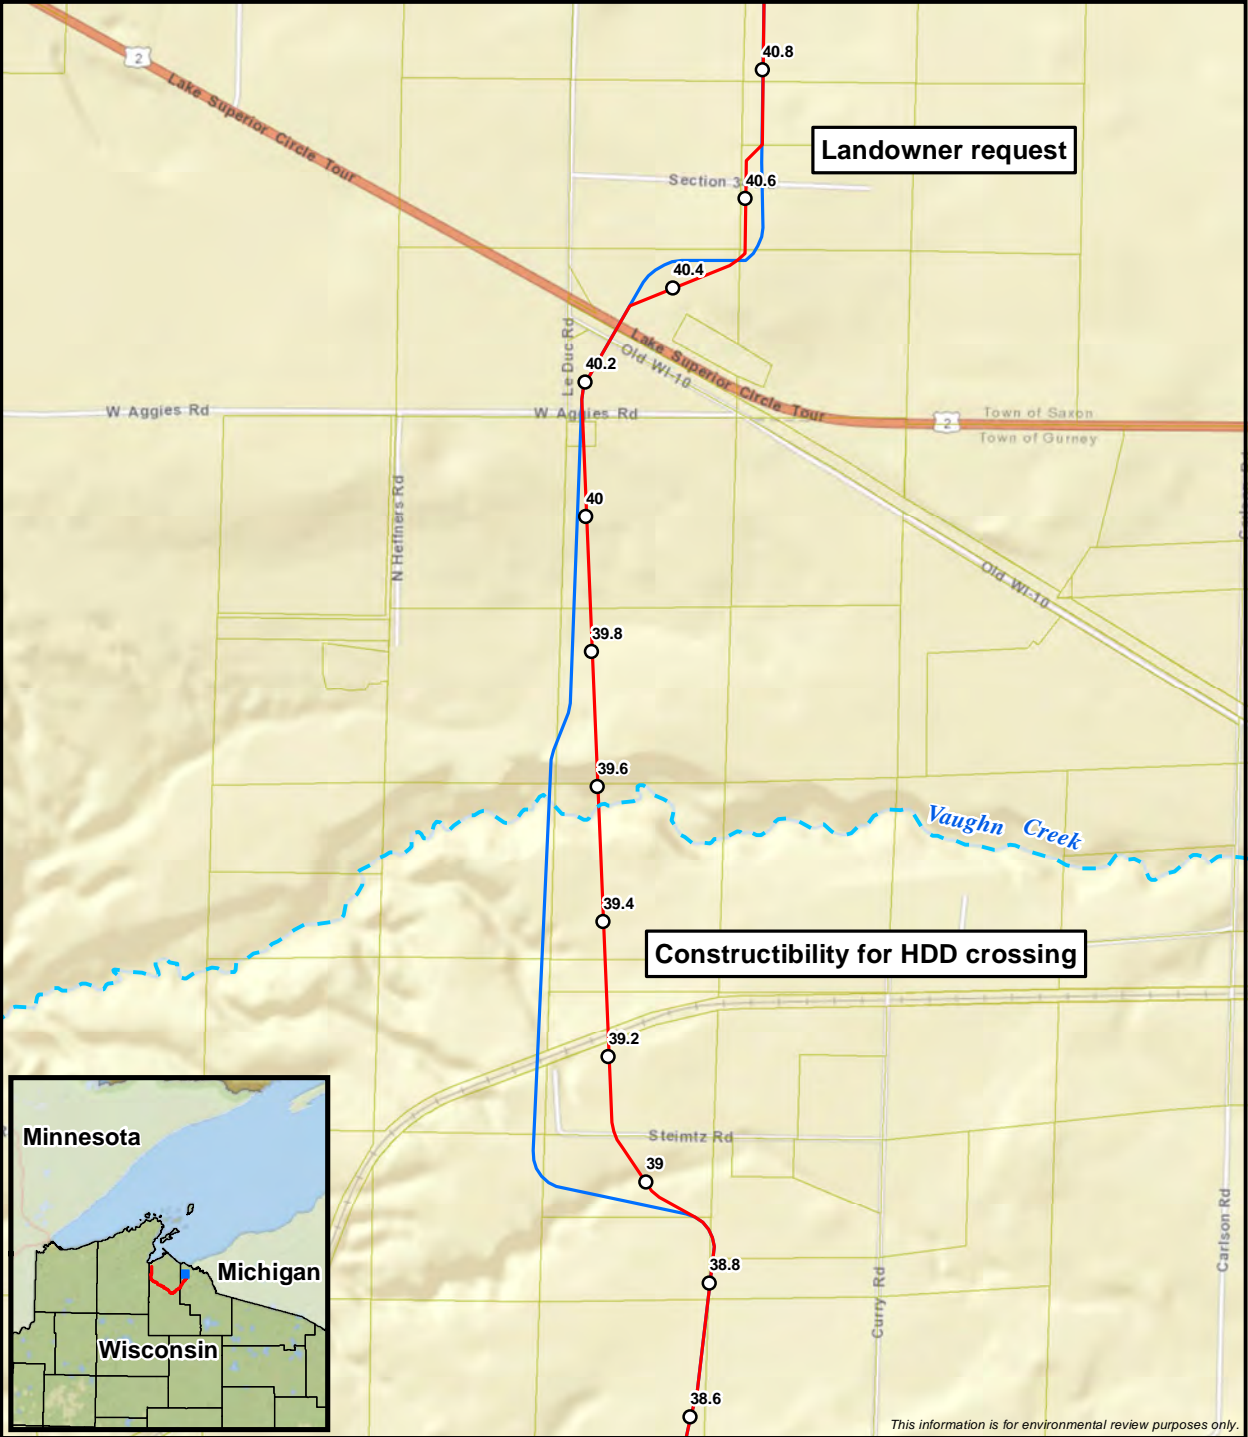 40.8
2
Lake Superior Circle Tour
Landowner request
Section 3
40.6
40.4
Le Duc Rd
Lake Superior Circle Tour
Old WI-10
40.2
W Aggies Rd
W Aggies Rd
2
Town of Saxon
Town of Gurney
N Heffners Rd
40
Old WI-10
39.8
39.6
Vaughn Creek
39.4
Constructibility for HDD crossing
39.2
Steimtz Rd
39
38.8
Curry Rd
Carlson Rd
38.6
Minnesota
Michigan
Wisconsin
This information is for environmental review purposes only.